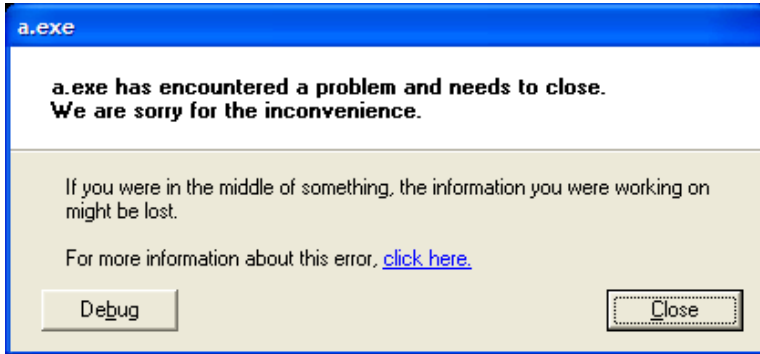 a.exe
a.exe has encountered a problem and needs to close.
We are sorry for the inconvenience.
If you were in the middle of something, the information you were working on
might be lost.
For more information about this error, click here.
Debug
Close